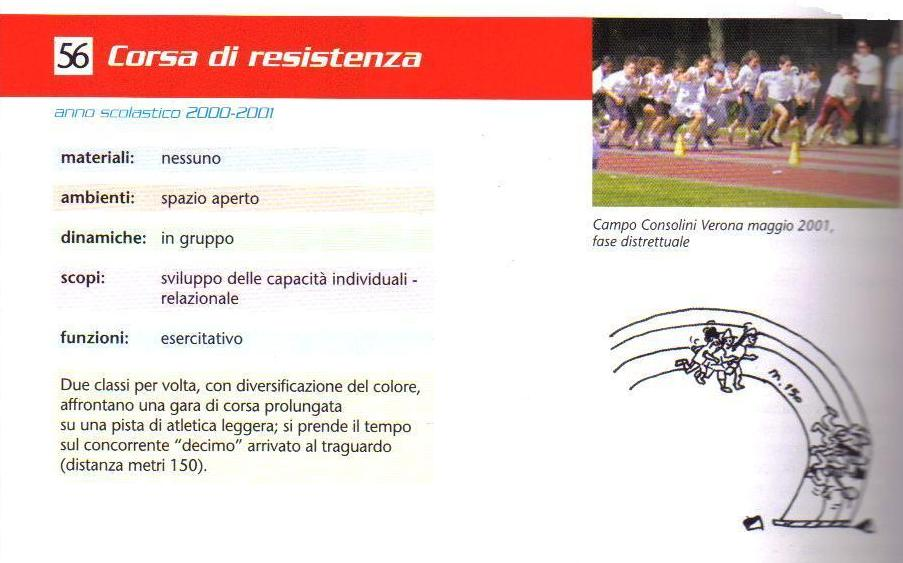 56 Corsa di resistenza
anno scolastico 2000-2001
materiali: nessuno
ambienti: spazio aperto
dinamiche: in gruppo
scopi: sviluppo delle capacità individuali -
relazionale
funzioni: esercitativo
Due classi per volta, con diversificazione del colore,
affrontano una gara di corsa prolungata
su una pista di atletica leggera; si prende il tempo
sul concorrente “decimo” arrivato al traguardo
(distanza metri 150).
Campo Consolini Verona maggio 2001,
fase distrettuale
m. 150